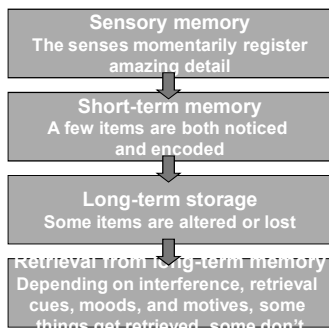 Sensory memory
The senses momentarily register
amazing detail
Short-term memory
A few items are both noticed
and encoded
Long-term storage
Some items are altered or lost
Retrieval from long-term memory
Depending on interference, retrieval
cues, moods, and motives, some
things get retrieved, some don't